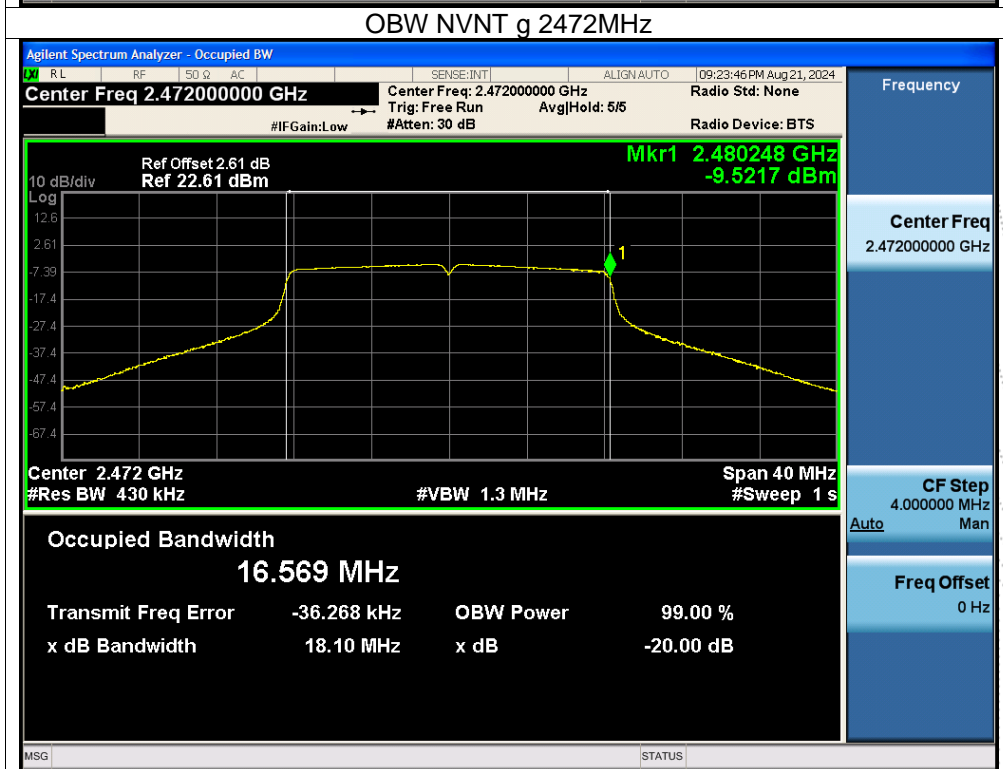 OBW NVNT g 2472MHz
Agilent Spectrum Analyzer - Occupied BW
LXI RL RF 50 Ω AC SENSE:INT ALIGN AUTO 09:23:46 PM Aug 21, 2024
Center Freq 2.472000000 GHz
Center Freq: 2.472000000 GHz Radio Std: None
Trig: Free Run Avg|Hold: 5/5
#IFGain:Low #Atten: 30 dB Radio Device: BTS
Frequency
Mkr1 2.480248 GHz
-9.5217 dBm
Ref Offset 2.61 dB
10 dB/div Ref 22.61 dBm
Log
12.6
2.61
-7.39
-17.4
-27.4
-37.4
-47.4
-57.4
-67.4
1
Center 2.472 GHz Span 40 MHz
#Res BW 430 kHz #VBW 1.3 MHz #Sweep 1 s
Center Freq
2.472000000 GHz
CF Step
4.000000 MHz
Auto Man
Freq Offset
0 Hz
Occupied Bandwidth
16.569 MHz
Transmit Freq Error -36.268 kHz OBW Power 99.00 %
x dB Bandwidth 18.10 MHz x dB -20.00 dB
MSG STATUS